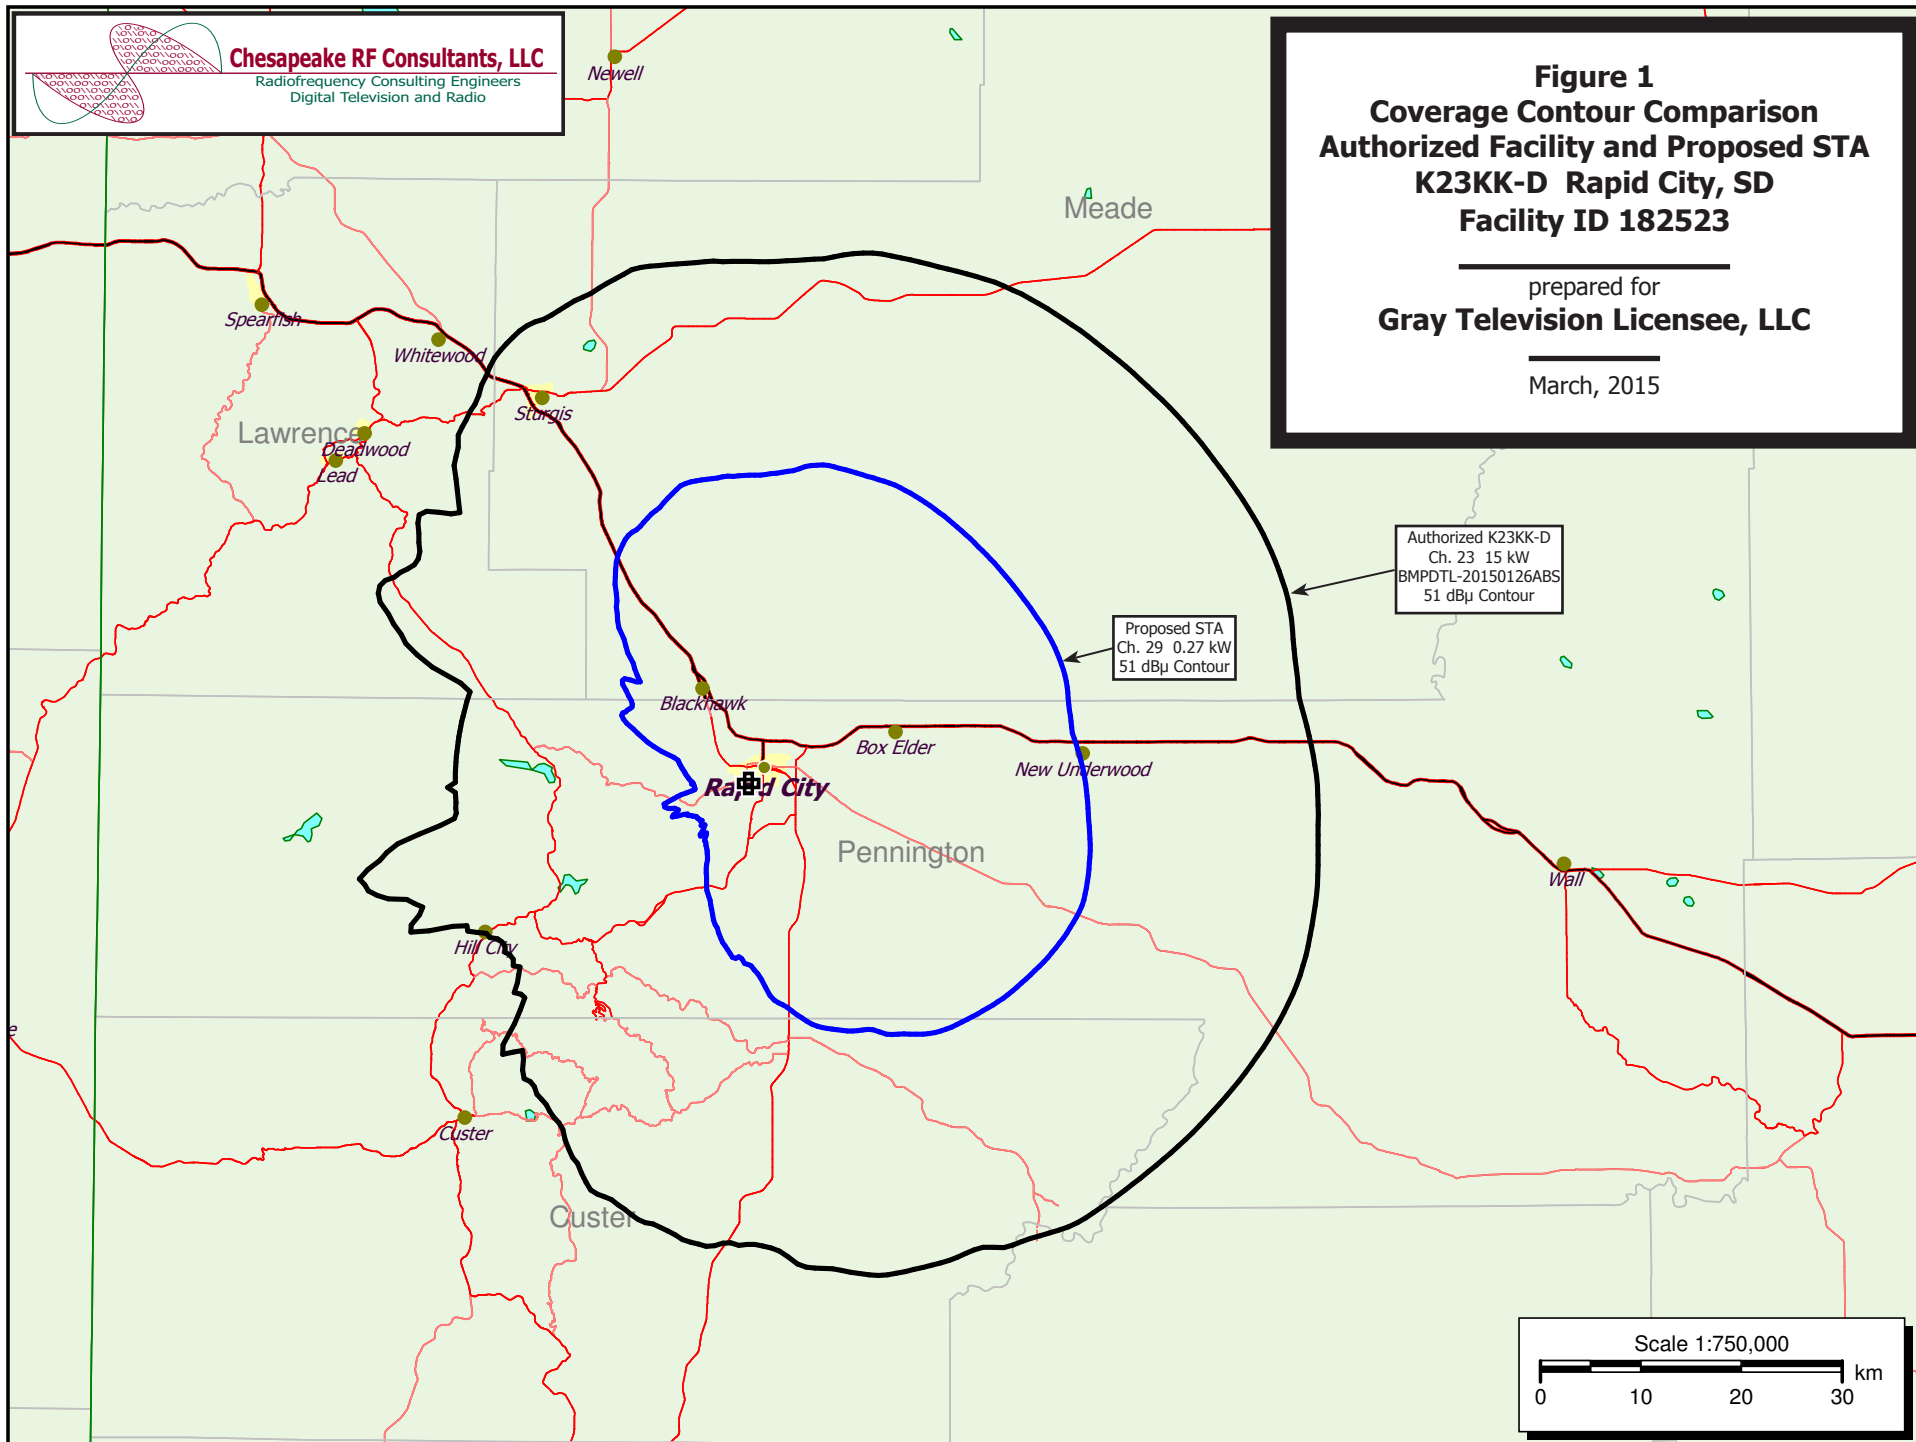 Chesapeake RF Consultants, LLC
Radiofrequency Consulting Engineers
Digital Television and Radio
Figure 1
Coverage Contour Comparison
Authorized Facility and Proposed STA
K23KK-D Rapid City, SD
Facility ID 182523
prepared for
Gray Television Licensee, LLC
March, 2015
Newell
Meade
Spearfish
Whitewood
Sturgis
Lawrence
Deadwood
Lead
Authorized K23KK-D
Ch. 23 15 kW
BMPDTL-20150126ABS
51 dBµ Contour
Proposed STA
Ch. 29 0.27 kW
51 dBµ Contour
Blackhawk
Box Elder
New Underwood
Rapid City
Pennington
Wall
Hill City
e
Custer
Custer
Scale 1:750,000
km
0 10 20 30